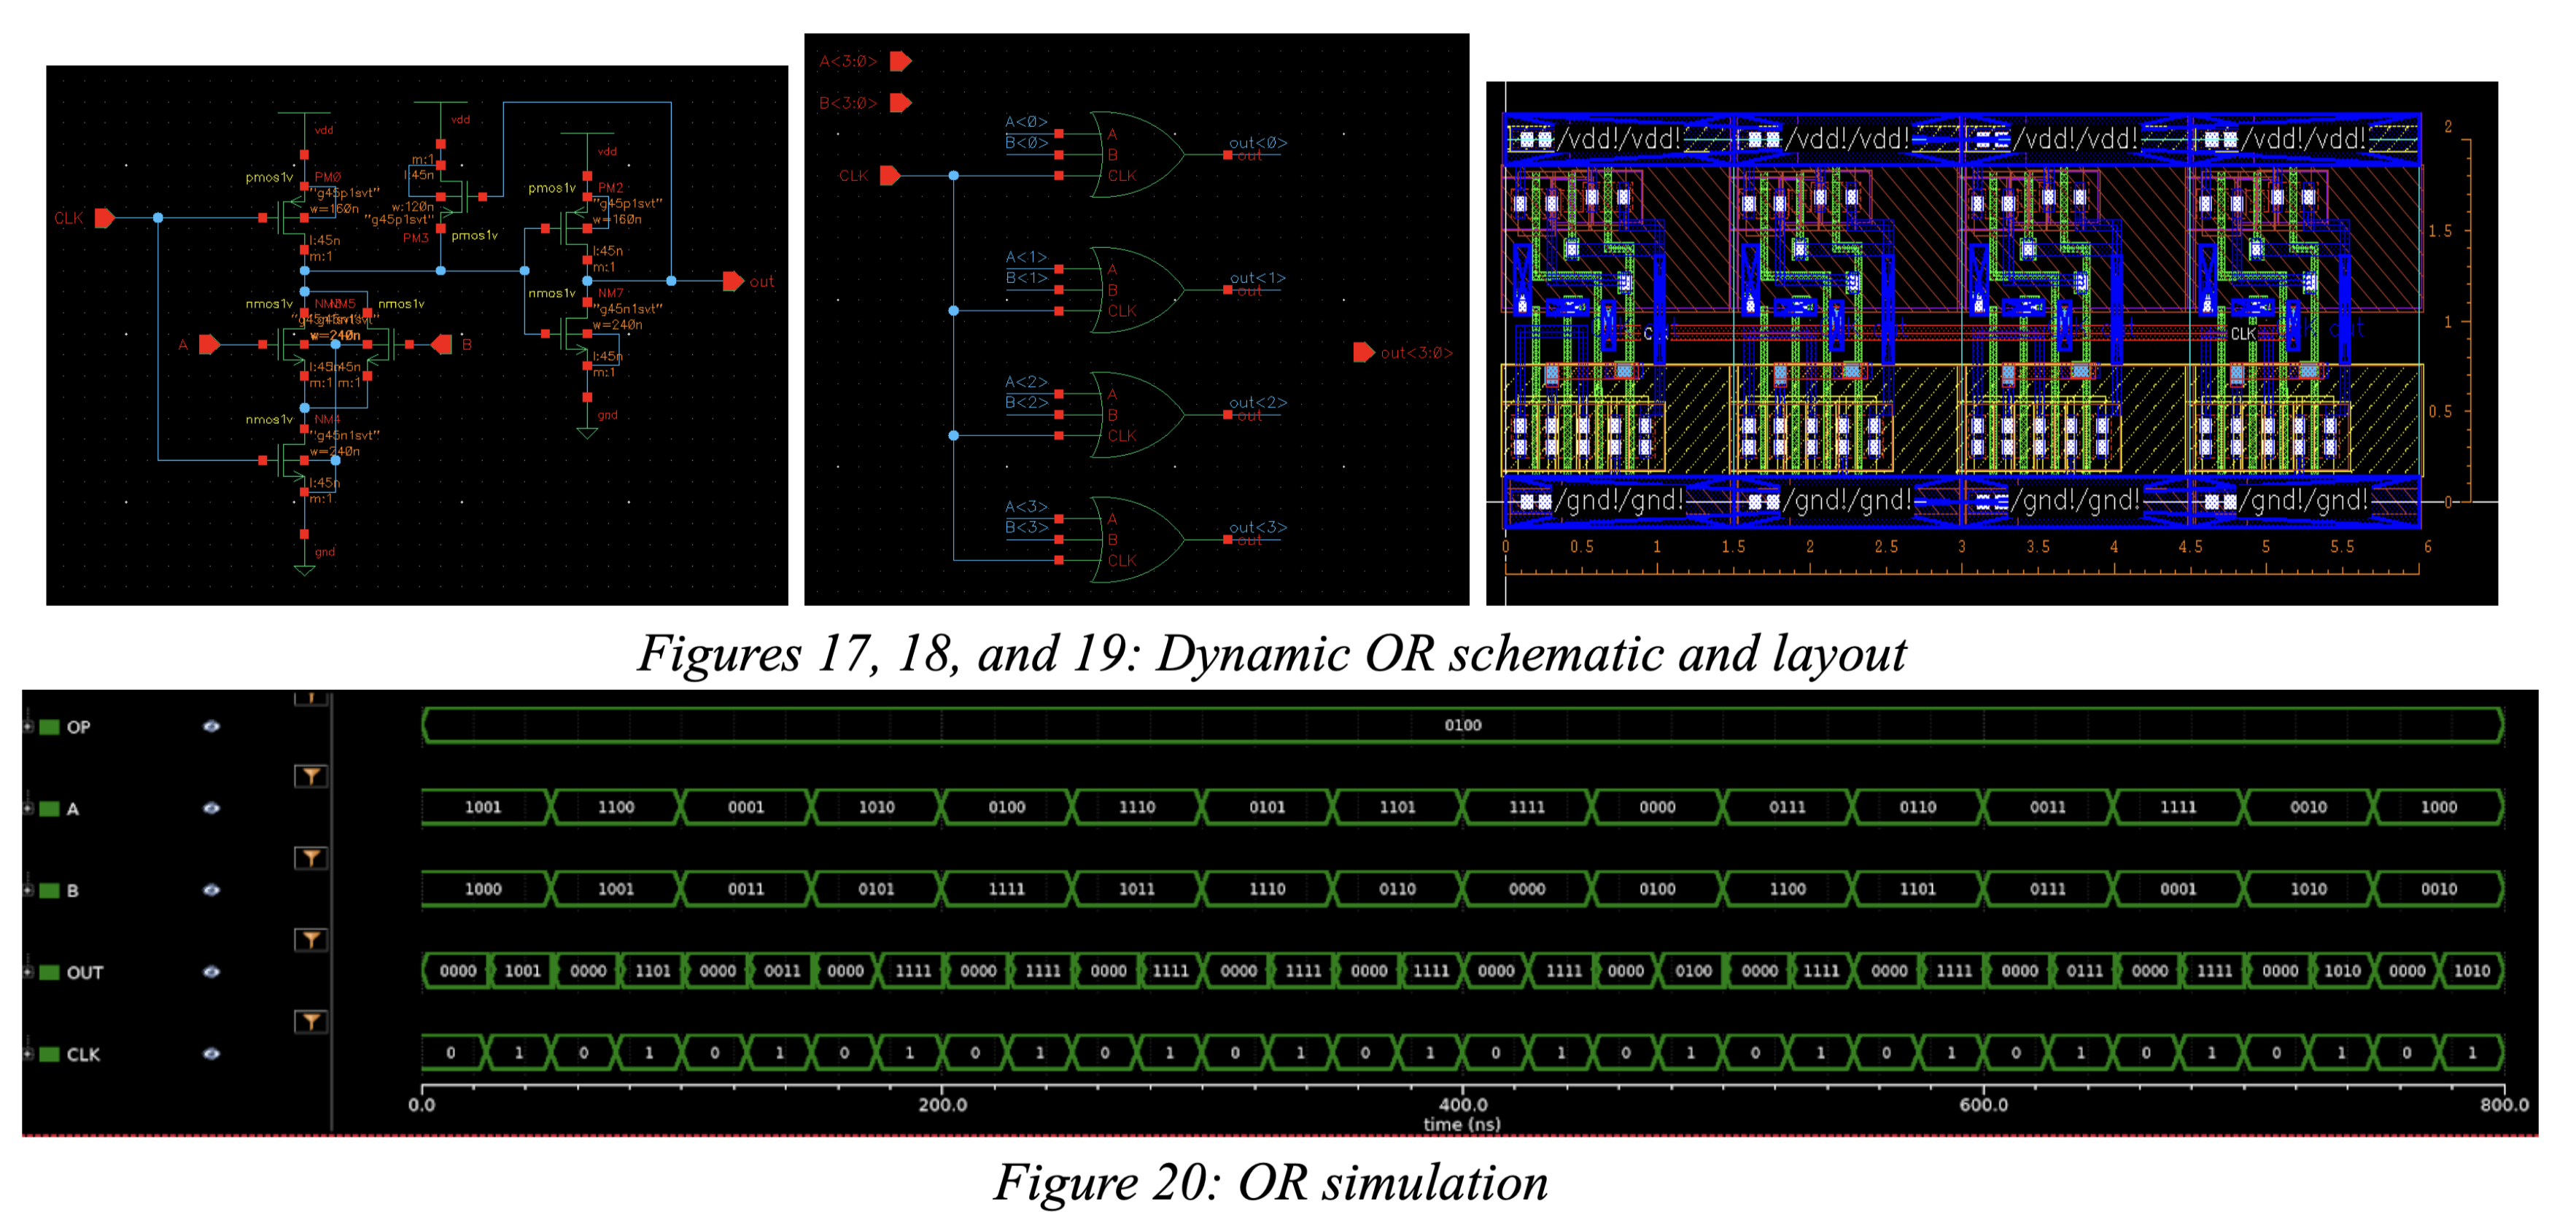 vdd
vdd
m:1
l:45n
vdd
pmos1v
PM0
"g45p1svt"
w=160n
w:120n
"g45p1svt"
PM3
pmos1v
pmos1v
PM2
"g45p1svt"
w=160n
CLK
l:45n
m:1
l:45n
m:1
out
nmos1v
NM5
nmos1v
nmos1v
NM7
"g45n1svt"
w=240n
w=240n
A
B
l:45n
m:1
m:1
l:45n
m:1
nmos1v
NM4
"g45n1svt"
w=240n
l:45n
m:1
gnd
gnd
A<3:0>
B<3:0>
CLK
A<0>
B<0>
A
B
CLK
out<0>
out
A<1>
B<1>
A
B
CLK
out<1>
out
out<3:0>
A<2>
B<2>
A
B
CLK
out<2>
out
A<3>
B<3>
A
B
CLK
out<3>
out
/vdd!/vdd! /vdd!/vdd! /vdd!/vdd! /vdd!/vdd!
CLK
/gnd!/gnd! /gnd!/gnd! /gnd!/gnd! /gnd!/gnd!
2
1.5
1
0.5
0
0 0.5 1 1.5 2 2.5 3 3.5 4 4.5 5 5.5 6
Figures 17, 18, and 19: Dynamic OR schematic and layout
OP 0100
A 1001 1100 0001 1010 0100 1110 0101 1101 1111 0000 0111 0110 0011 1111 0010 1000
B 1000 1001 0011 0101 1111 1011 1110 0110 0000 0100 1100 1101 0111 0001 1010 0010
OUT 0000 1001 0000 1101 0000 0011 0000 1111 0000 1111 0000 1111 0000 1111 0000 1111 0000 1111 0000 0100 0000 1111 0000 1111 0000 0111 0000 1111 0000 1010 0000 1010
CLK 0 1 0 1 0 1 0 1 0 1 0 1 0 1 0 1 0 1 0 1 0 1 0 1 0 1 0 1 0 1 0 1
0.0 200.0 400.0 600.0 800.0
time (ns)
Figure 20: OR simulation